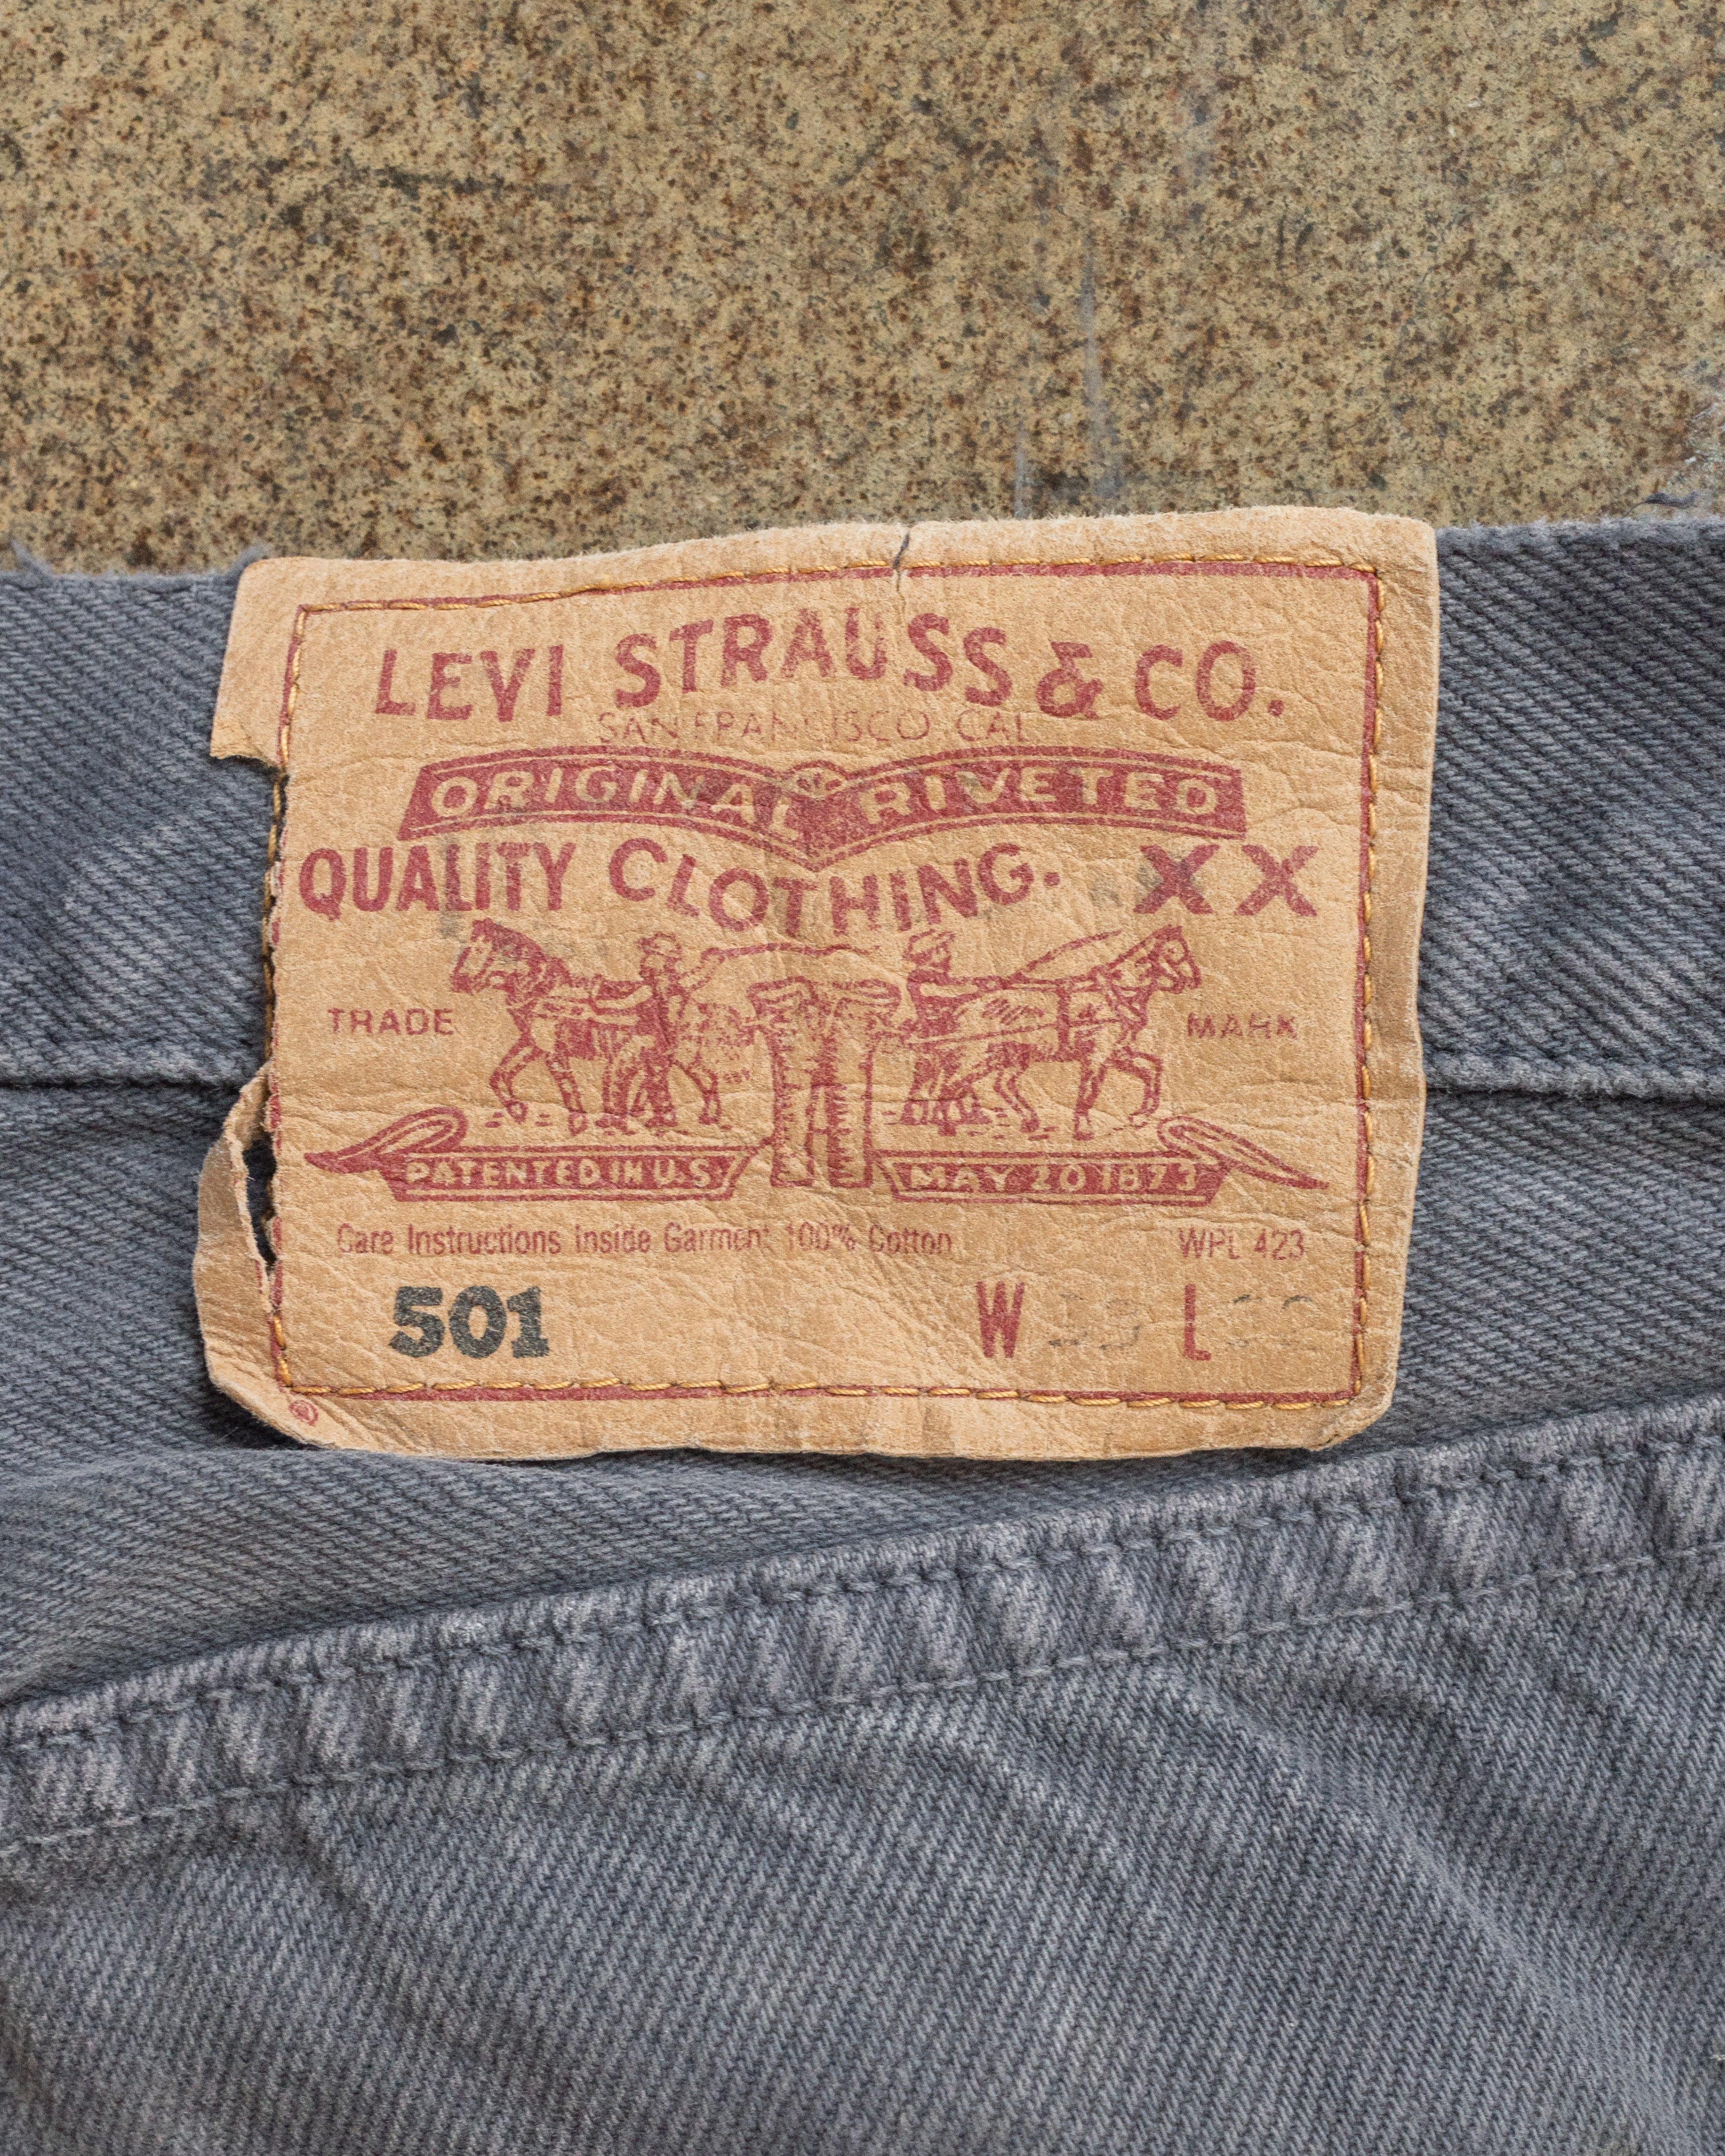 LEVI STRAUSS & CO.
SAN FRANCISCO CAL
ORIGINAL RIVETED
QUALITY CLOTHING. XX
TRADE MARK
PATENTED IN U.S. MAY 20 1873
Care Instructions Inside Garment 100% Cotton WPL 423
501 W L
®